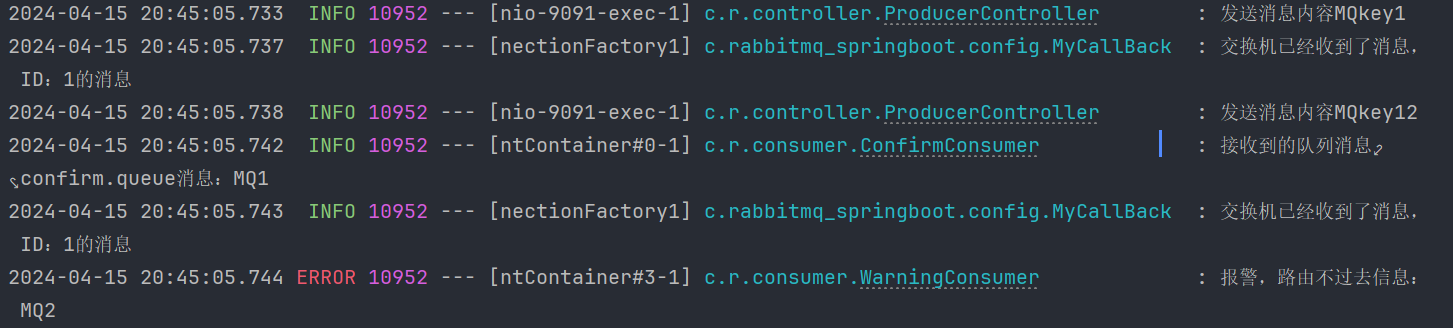 2024-04-15 20:45:05.733  INFO 10952 --- [nio-9091-exec-1] c.r.controller.ProducerController        : 发送消息内容MQkey1
2024-04-15 20:45:05.737  INFO 10952 --- [nectionFactory1] c.rabbitmq_springboot.config.MyCallBack  : 交换机已经收到了消息，
ID：1的消息
2024-04-15 20:45:05.738  INFO 10952 --- [nio-9091-exec-1] c.r.controller.ProducerController        : 发送消息内容MQkey12
2024-04-15 20:45:05.742  INFO 10952 --- [ntContainer#0-1] c.r.consumer.ConfirmConsumer             : 接收到的队列消息
confirm.queue消息：MQ1
2024-04-15 20:45:05.743  INFO 10952 --- [nectionFactory1] c.rabbitmq_springboot.config.MyCallBack  : 交换机已经收到了消息，
ID：1的消息
2024-04-15 20:45:05.744 ERROR 10952 --- [ntContainer#3-1] c.r.consumer.WarningConsumer             : 报警，路由不过去信息：
MQ2